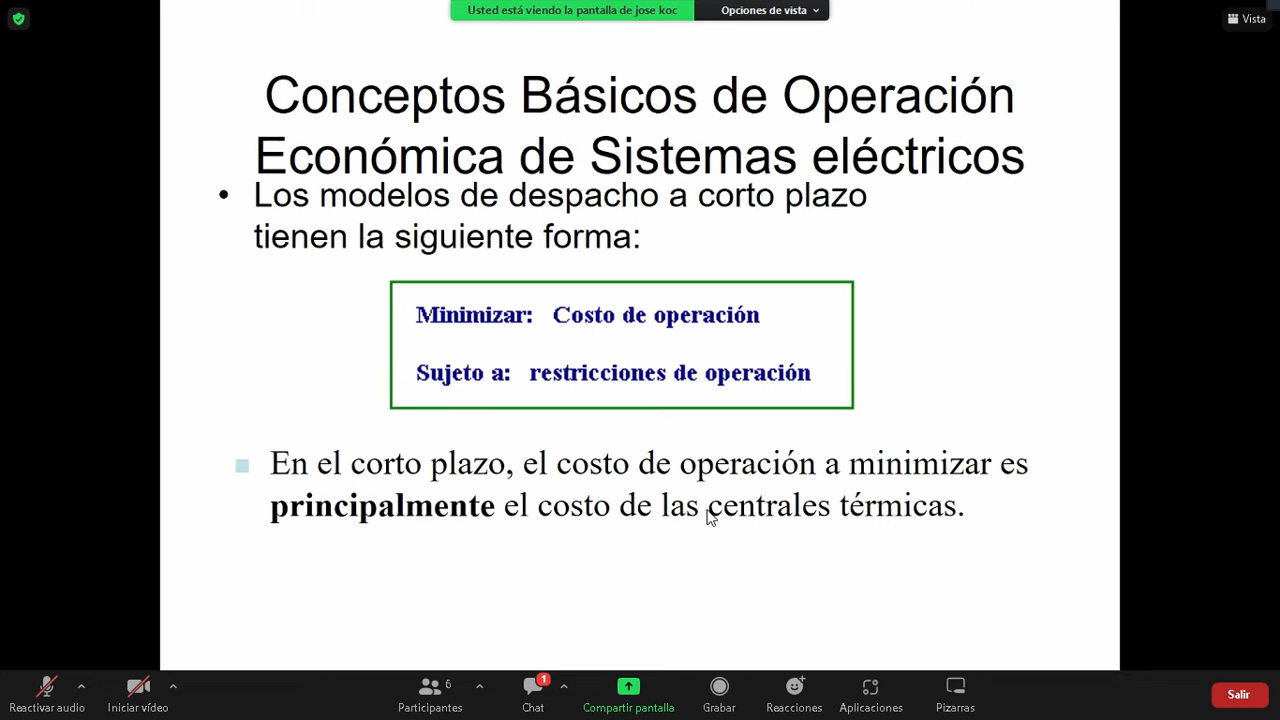 Usted está viendo la pantalla de jose koc
Opciones de vista
Vista
Conceptos Básicos de Operación
Económica de Sistemas eléctricos
• Los modelos de despacho a corto plazo
tienen la siguiente forma:
Minimizar: Costo de operación
Sujeto a: restricciones de operación
En el corto plazo, el costo de operación a minimizar es
principalmente el costo de las centrales térmicas.
6
1
Reactivar audio
Iniciar vídeo
Participantes
Chat
Compartir pantalla
Grabar
Reacciones
Aplicaciones
Pizarras
Salir